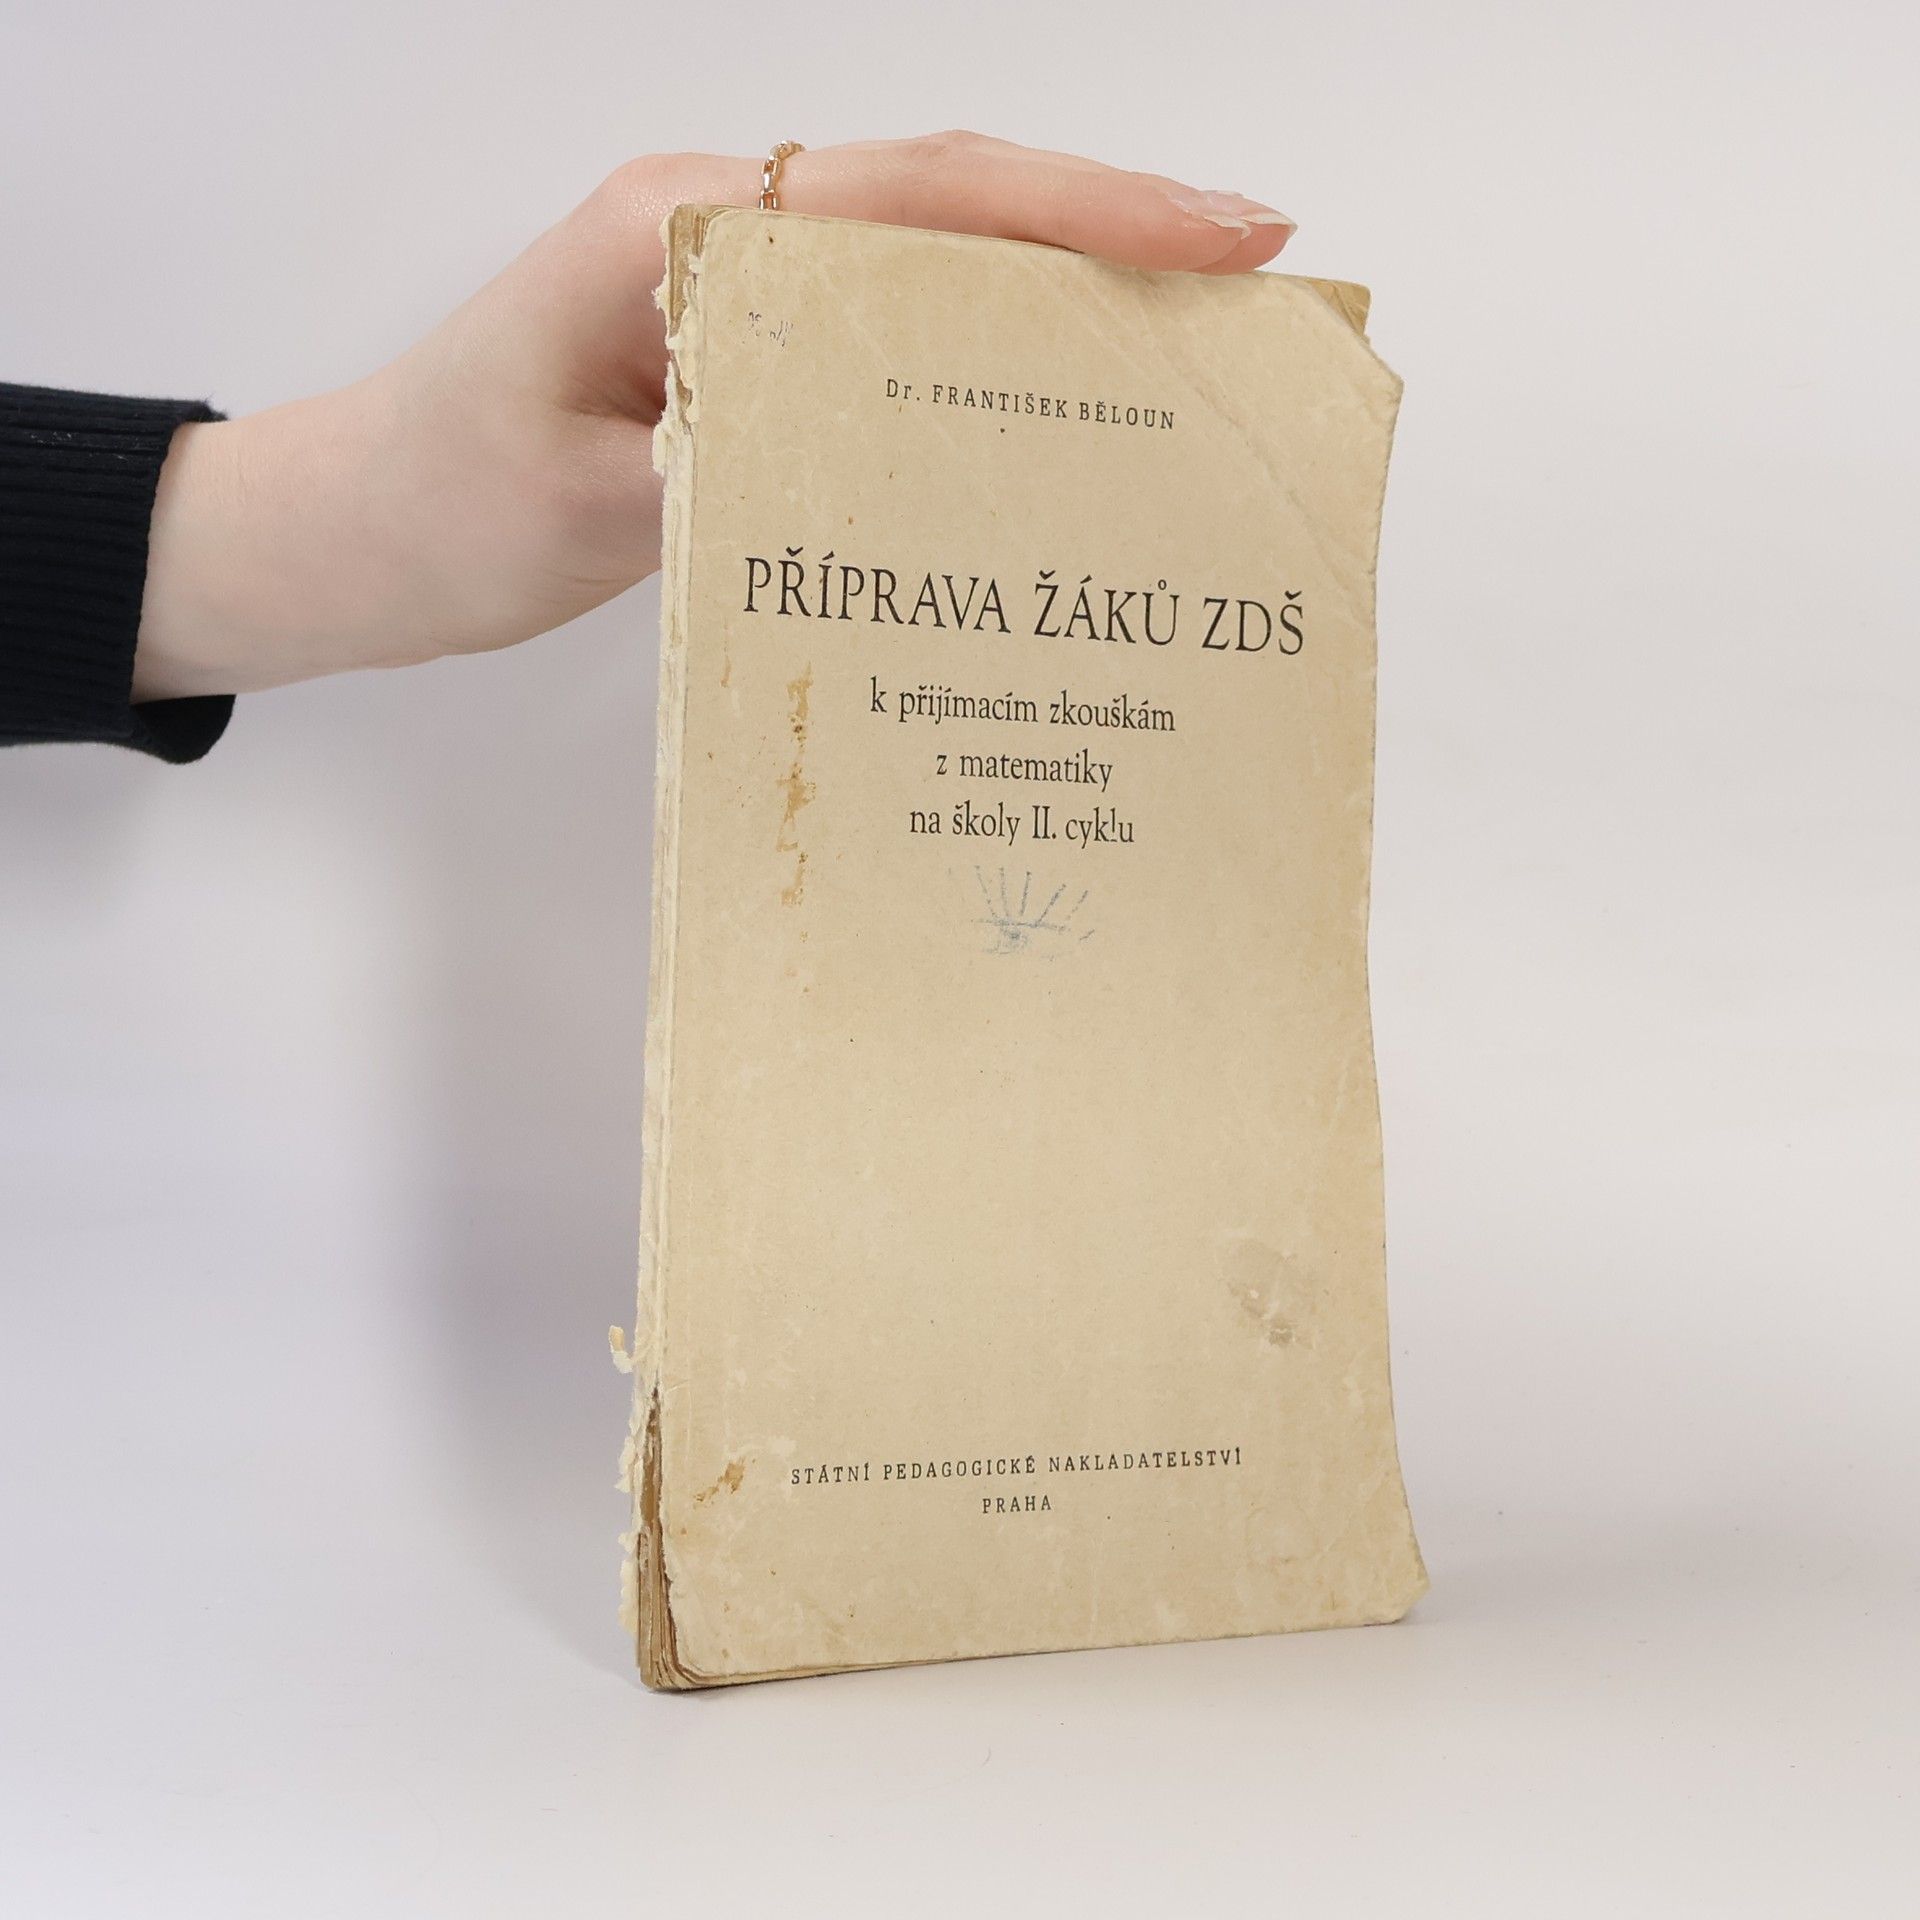 Dr. FRANTIŠEK BĚLOUN
PŘÍPRAVA ŽÁKŮ ZDŠ
k přijímacím zkouškám
z matematiky
na školy II. cyklu
STÁTNÍ PEDAGOGICKÉ NAKLADATELSTVÍ
PRAHA